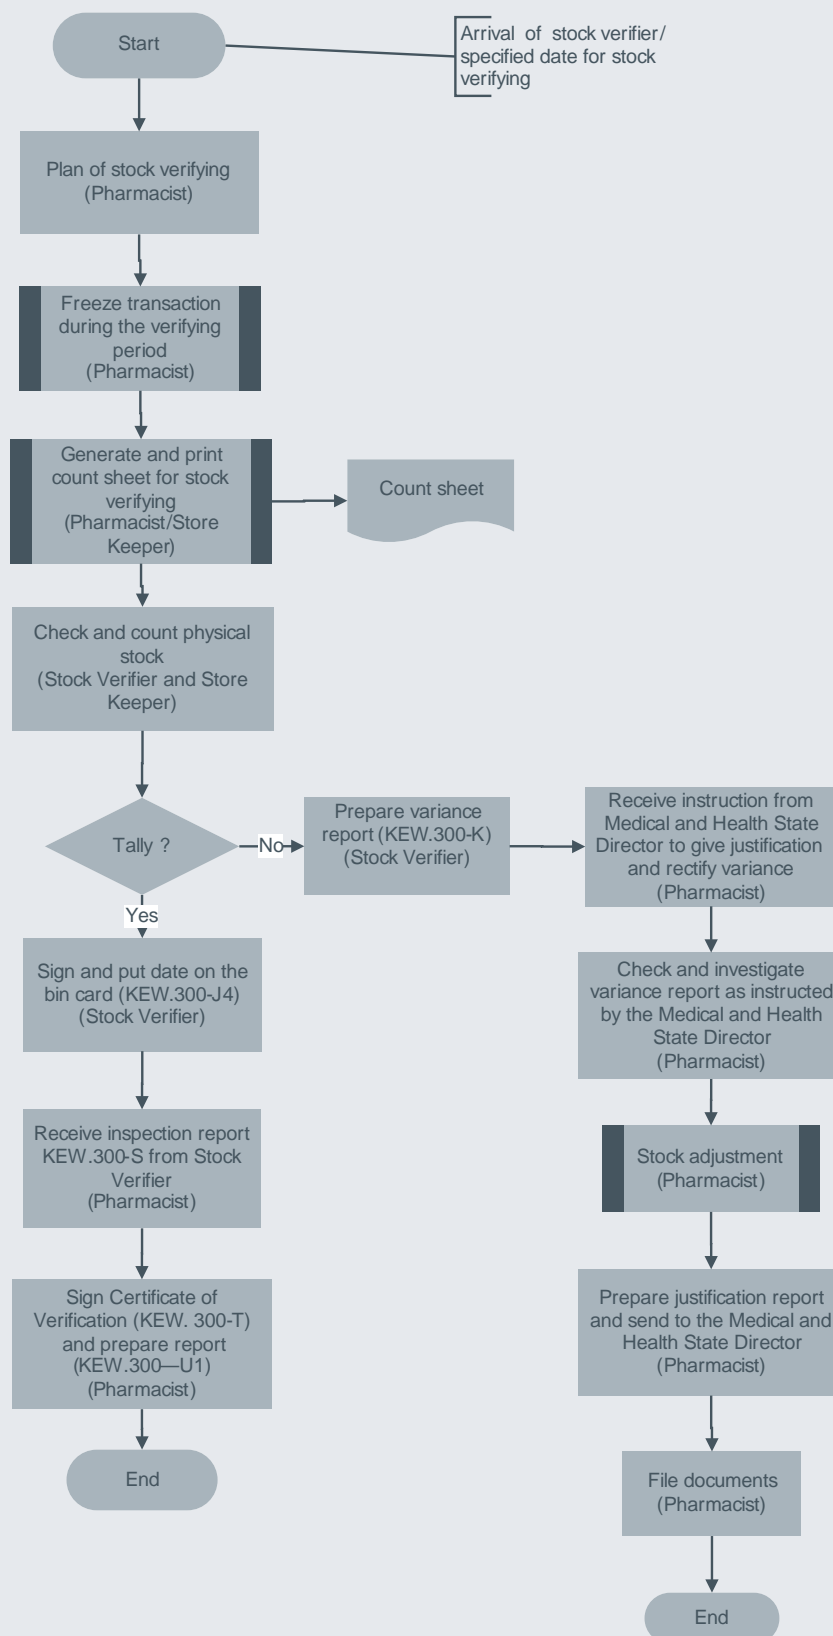 Start
Arrival of stock verifier/
specified date for stock
verifying
Plan of stock verifying
(Pharmacist)
Freeze transaction
during the verifying
period
(Pharmacist)
Generate and print
count sheet for stock
verifying
(Pharmacist/Store
Keeper)
Count sheet
Check and count physical
stock
(Stock Verifier and Store
Keeper)
Tally ?
No
Prepare variance
report (KEW.300-K)
(Stock Verifier)
Receive instruction from
Medical and Health State
Director to give justification
and rectify variance
(Pharmacist)
Yes
Sign and put date on the
bin card (KEW.300-J4)
(Stock Verifier)
Check and investigate
variance report as instructed
by the Medical and Health
State Director
(Pharmacist)
Receive inspection report
KEW.300-S from Stock
Verifier
(Pharmacist)
Stock adjustment
(Pharmacist)
Sign Certificate of
Verification (KEW. 300-T)
and prepare report
(KEW.300—U1)
(Pharmacist)
Prepare justification report
and send to the Medical and
Health State Director
(Pharmacist)
End
File documents
(Pharmacist)
End